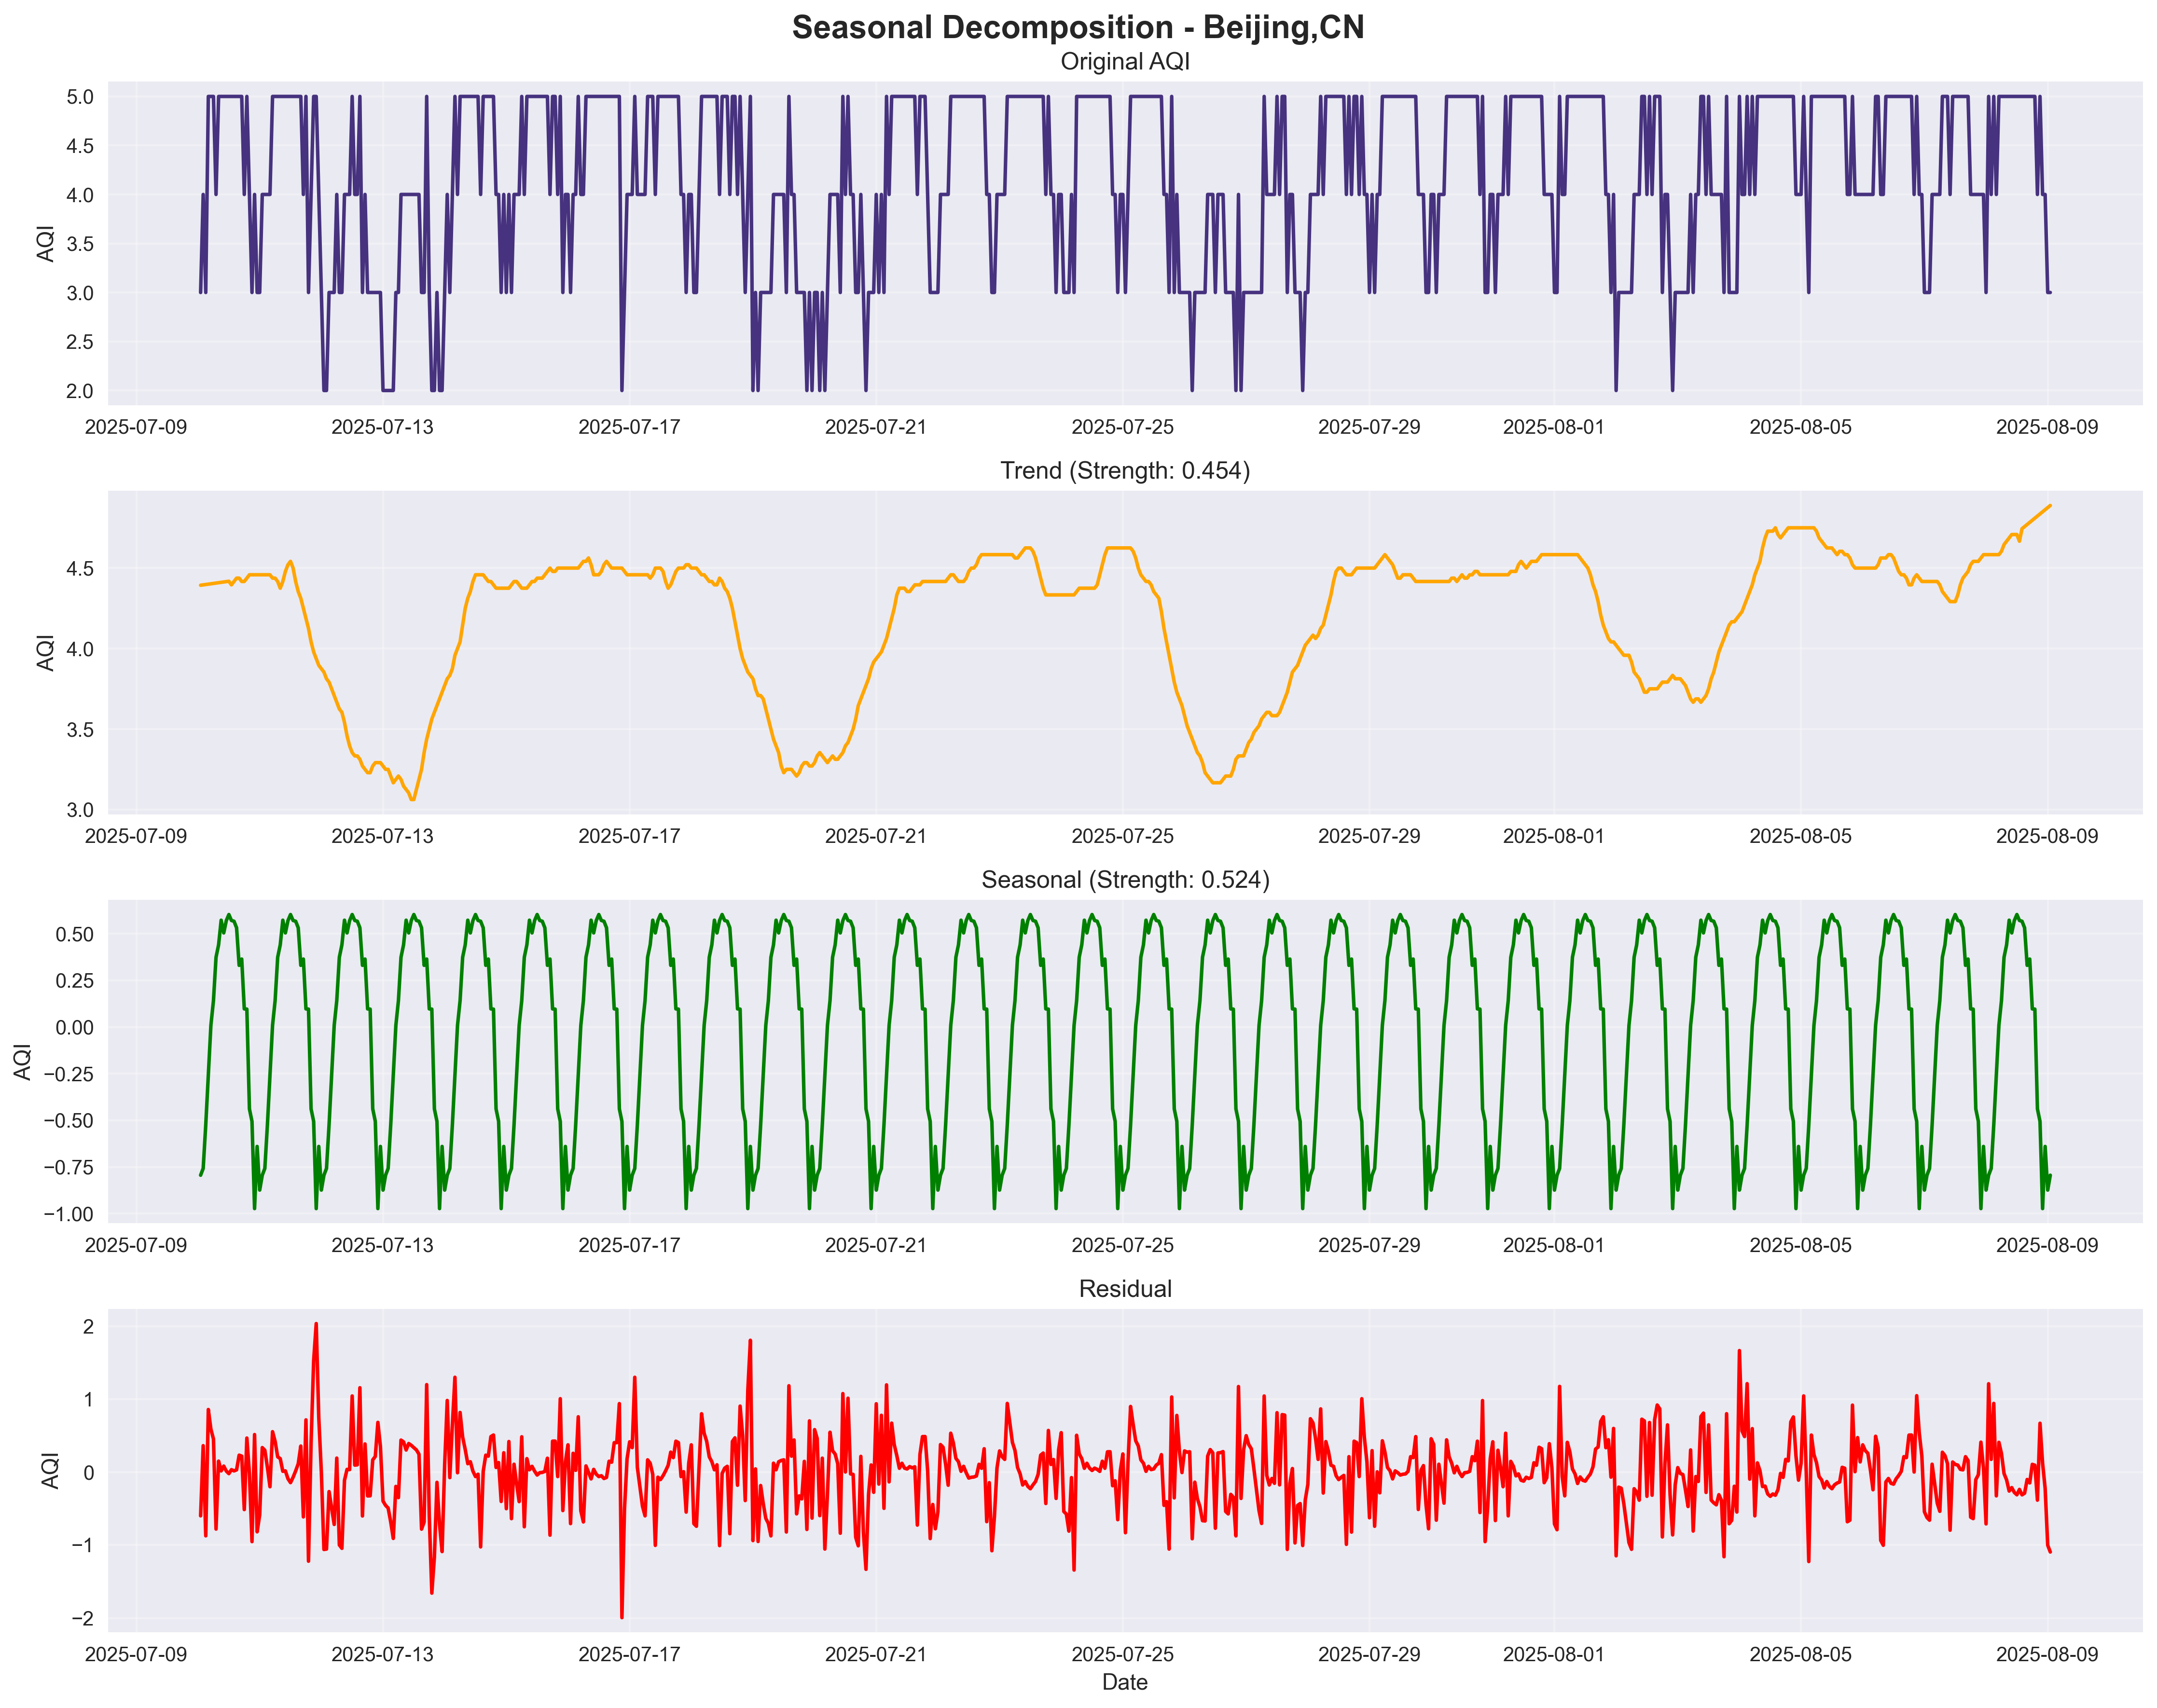 Seasonal Decomposition - Beijing,CN
Original AQI
AQI
5.0
4.5
4.0
3.5
3.0
2.5
2.0
2025-07-09 2025-07-13 2025-07-17 2025-07-21 2025-07-25 2025-07-29 2025-08-01 2025-08-05 2025-08-09
Trend (Strength: 0.454)
AQI
4.5
4.0
3.5
3.0
2025-07-09 2025-07-13 2025-07-17 2025-07-21 2025-07-25 2025-07-29 2025-08-01 2025-08-05 2025-08-09
Seasonal (Strength: 0.524)
AQI
0.50
0.25
0.00
−0.25
−0.50
−0.75
−1.00
2025-07-09 2025-07-13 2025-07-17 2025-07-21 2025-07-25 2025-07-29 2025-08-01 2025-08-05 2025-08-09
Residual
AQI
2
1
0
−1
−2
2025-07-09 2025-07-13 2025-07-17 2025-07-21 2025-07-25 2025-07-29 2025-08-01 2025-08-05 2025-08-09
Date